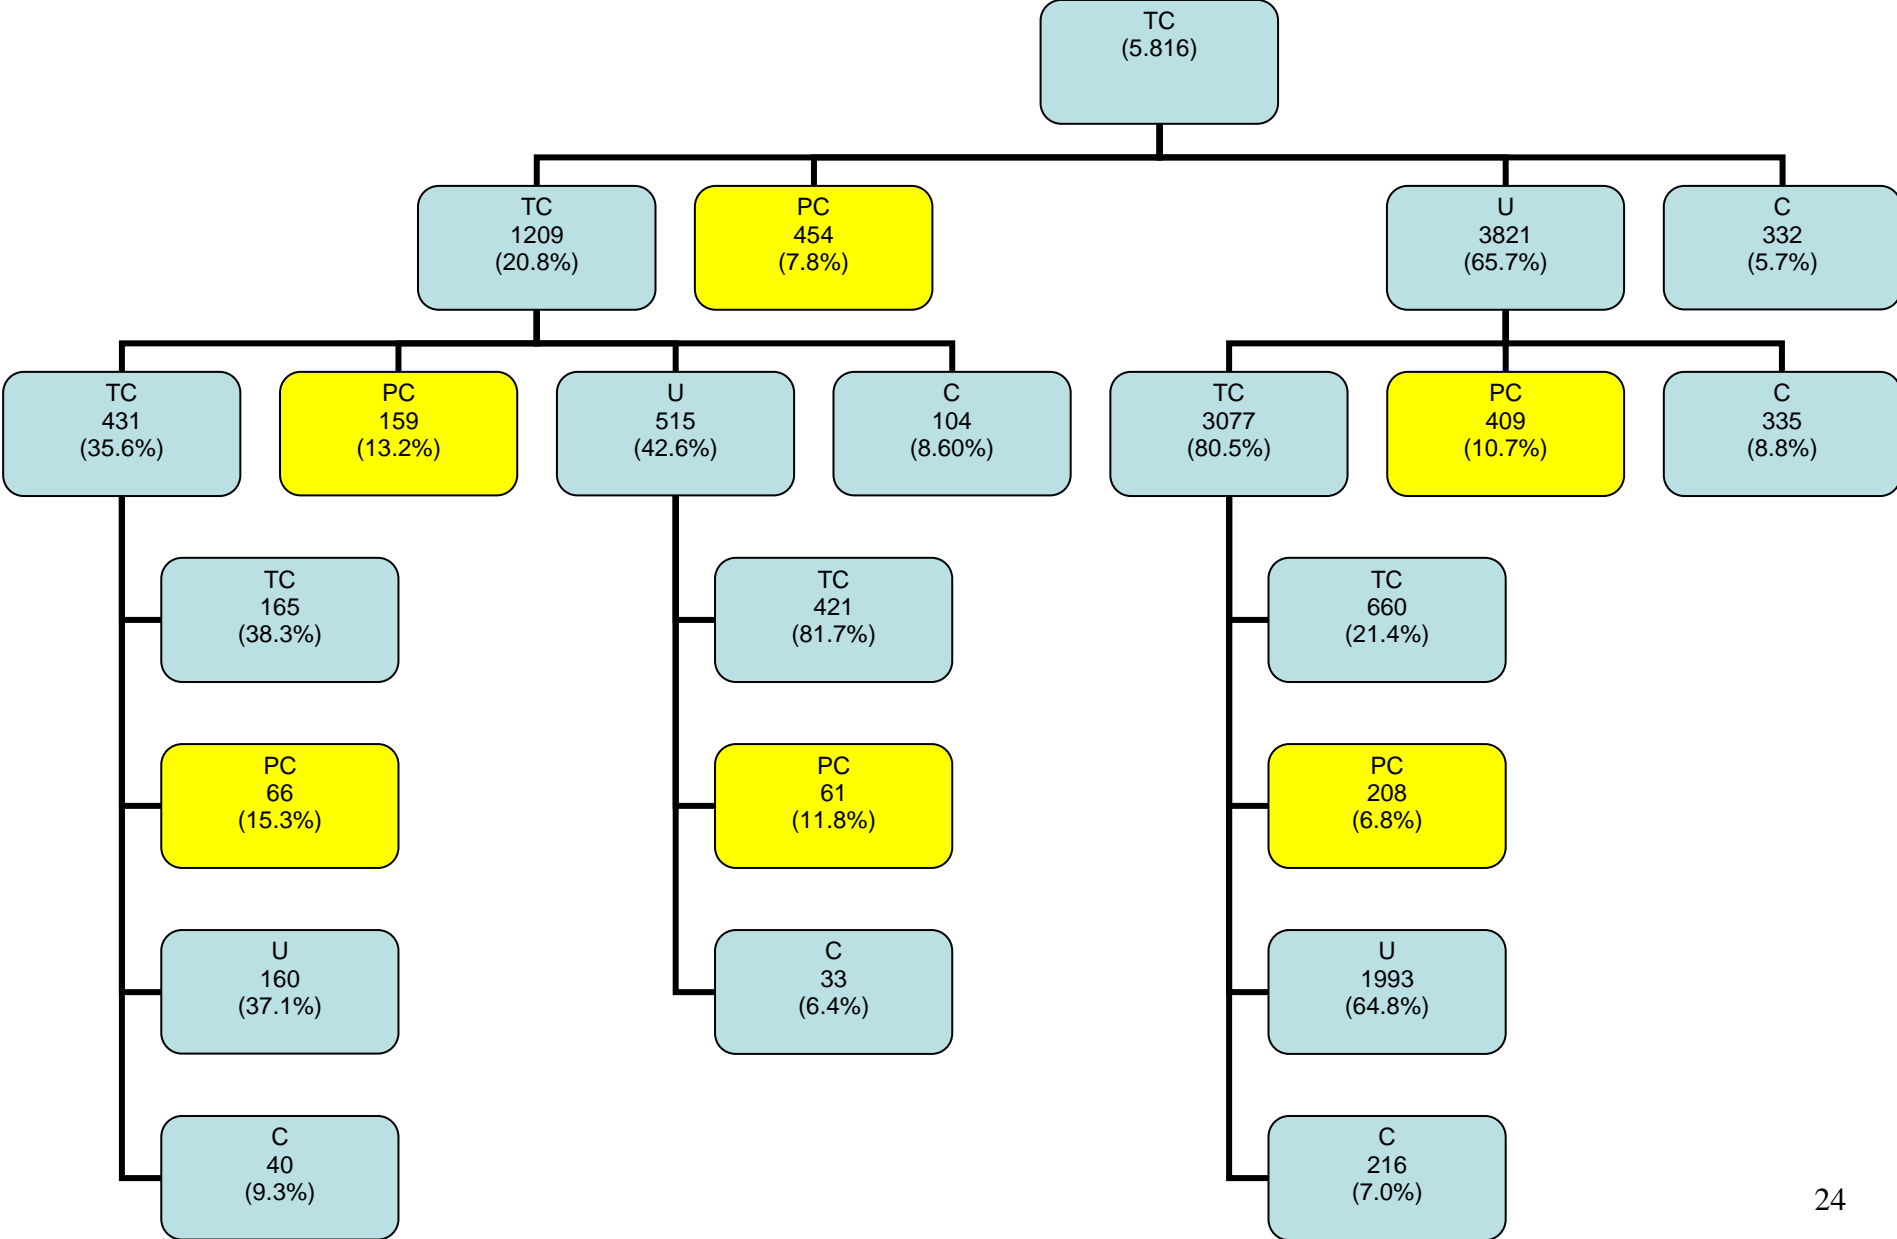 TC
(5.816)
TC
1209
(20.8%)
PC
454
(7.8%)
U
3821
(65.7%)
C
332
(5.7%)
TC
431
(35.6%)
PC
159
(13.2%)
U
515
(42.6%)
C
104
(8.60%)
TC
3077
(80.5%)
PC
409
(10.7%)
C
335
(8.8%)
TC
165
(38.3%)
TC
421
(81.7%)
TC
660
(21.4%)
PC
66
(15.3%)
PC
61
(11.8%)
PC
208
(6.8%)
U
160
(37.1%)
C
33
(6.4%)
U
1993
(64.8%)
C
40
(9.3%)
C
216
(7.0%)
24